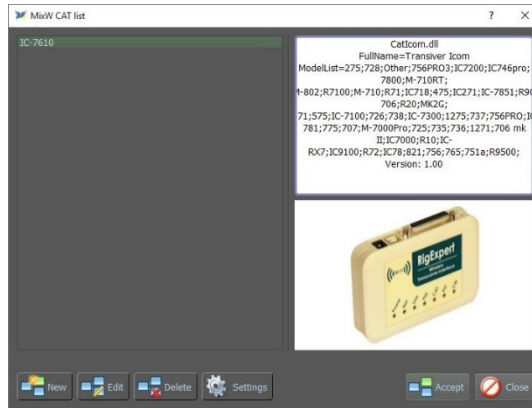 MixW CAT list
?
IC-7610
CatIcom.dll
FullName=Transiver Icom
ModelList=275;728;Other;756PRO3;IC7200;IC746pro;
7800;M-710RT;
M-802;R7100;M-710;R71;IC718;475;IC271;IC-7851;R90
706;R20;MK2G;
71;575;IC-7100;726;738;IC-7300;1275;737;756PRO;
781;775;707;M-7000Pro;725;735;736;1271;706 mk
II;IC7000;R10;IC-
RX7;IC9100;R72;IC78;821;756;765;751a;R9500;
Version: 1.00
RigExpert
Transceiver Interface
New
Edit
Delete
Settings
Accept
Close